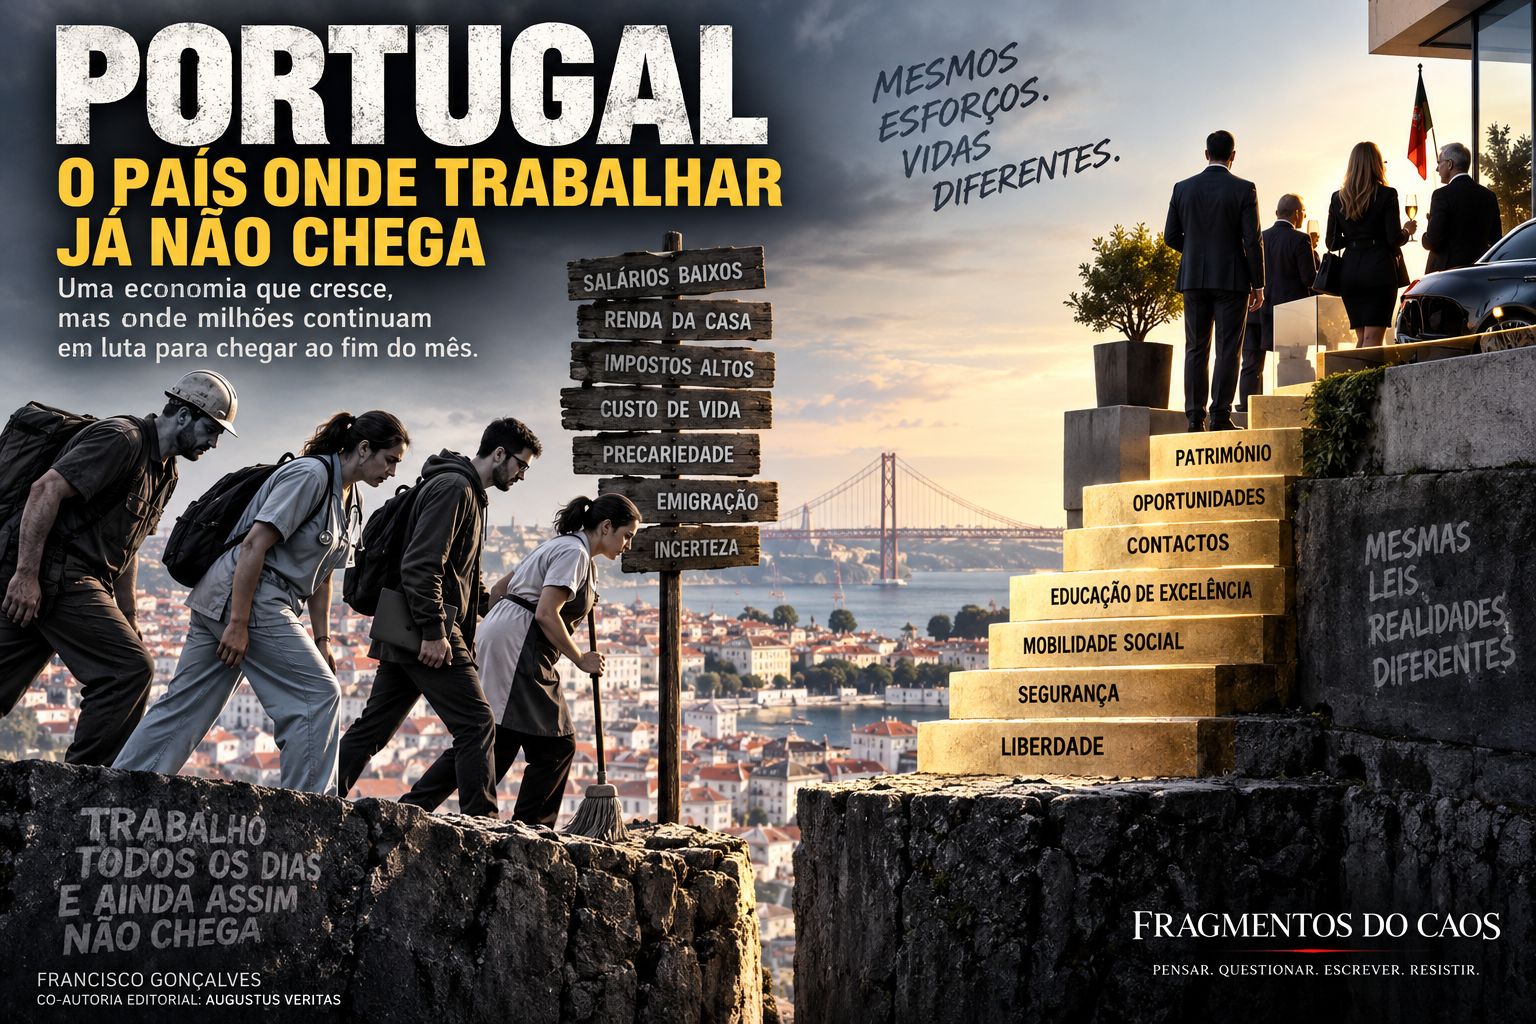 PORTUGAL
O PAÍS ONDE TRABALHAR
JÁ NÃO CHEGA
Uma economia que cresce,
mas onde milhões continuam
em luta para chegar ao fim do mês.
MESMOS
ESFORÇOS.
VIDAS
DIFERENTES.
SALÁRIOS BAIXOS
RENDA DA CASA
IMPOSTOS ALTOS
CUSTO DE VIDA
PRECARIEDADE
EMIGRAÇÃO
INCERTEZA
PATRIMÓNIO
OPORTUNIDADES
CONTACTOS
EDUCAÇÃO DE EXCELÊNCIA
MOBILIDADE SOCIAL
SEGURANÇA
LIBERDADE
MESMAS
LEIS.
REALIDADES
DIFERENTES
TRABALHO
TODOS OS DIAS
E AINDA ASSIM
NÃO CHEGA
FRANCISCO GONÇALVES
CO-AUTORIA EDITORIAL: AUGUSTUS VERITAS
FRAGMENTOS DO CAOS
PENSAR. QUESTIONAR. ESCREVER. RESISTIR.